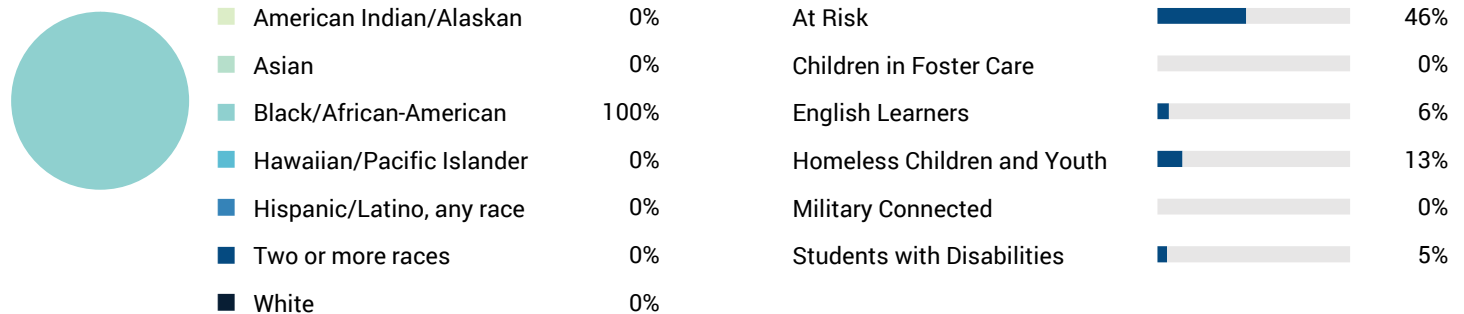 American Indian/Alaskan 0%
Asian 0%
Black/African-American 100%
Hawaiian/Pacific Islander 0%
Hispanic/Latino, any race 0%
Two or more races 0%
White 0%
At Risk 46%
Children in Foster Care 0%
English Learners 6%
Homeless Children and Youth 13%
Military Connected 0%
Students with Disabilities 5%